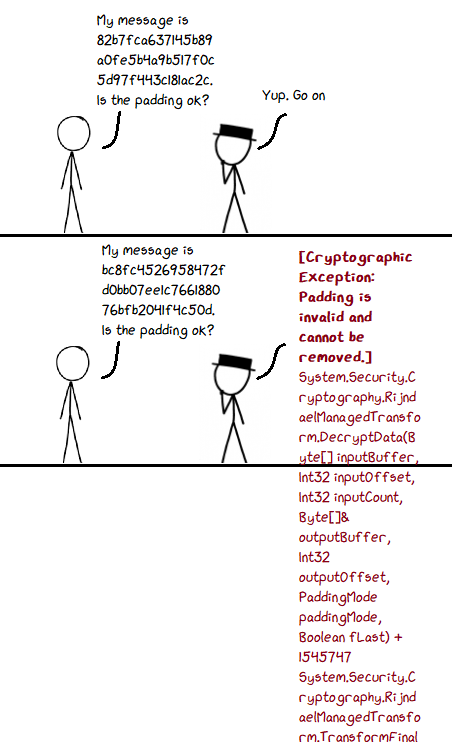 My message is
82b7fca637145b89
a0fe5b4a9b517f0c
5d97f443c181ac2c.
Is the padding ok?
Yup. Go on
My message is
bc8fc4526958472f
d0bb07ee1c7661880
76bfb2041f4c50d.
Is the padding ok?
[Cryptographic
Exception:
Padding is
invalid and
cannot be
removed.]
System.Security.C
ryptography.Rijnd
aelManagedTransfo
rm.DecryptData(B
yte[] inputBuffer,
Int32 inputOffset,
Int32 inputCount,
Byte[]&
outputBuffer,
Int32
outputOffset,
PaddingMode
paddingMode,
Boolean fLast) +
1545747
System.Security.C
ryptography.Rijnd
aelManagedTransfo
rm.TransformFinal